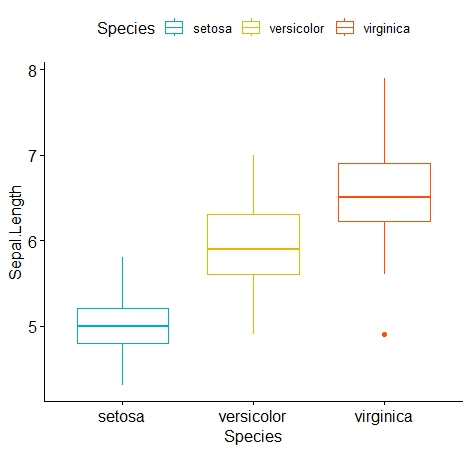 Species setosa versicolor virginica
8
7
6
5
Sepal.Length
setosa versicolor virginica
Species